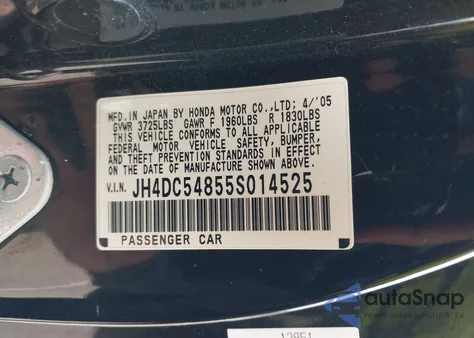 MFD. IN JAPAN BY HONDA MOTOR CO.,LTD; 4/'05
GVWR 3725LBS GAWR F 1960LBS R 1830LBS
THIS VEHICLE CONFORMS TO ALL APPLICABLE
FEDERAL MOTOR VEHICLE SAFETY, BUMPER,
AND THEFT PREVENTION STANDARDS IN EFFECT
ON THE DATE OF MANUFACTURE SHOWN ABOVE.
V.I.N. JH4DC54855S014525
PASSENGER CAR
autoSnap